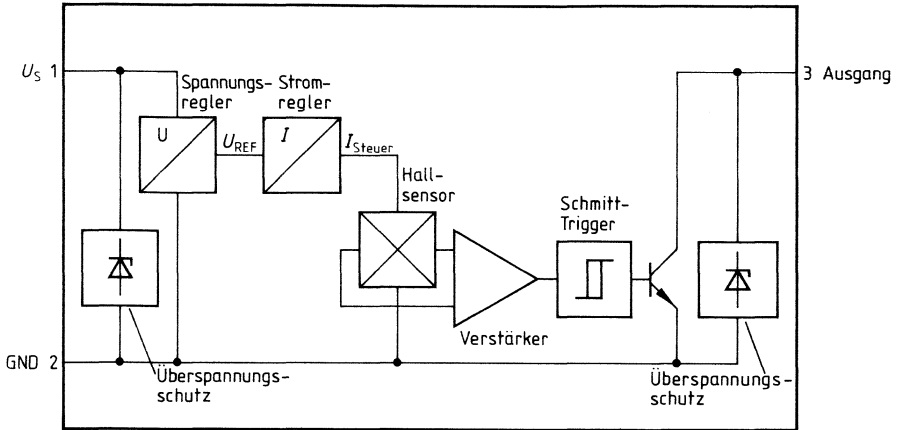 U_S 1
3 Ausgang
Spannungs-
regler
Strom-
regler
U
U_REF
I
I_Steuer
Hall-
sensor
Schmitt-
Trigger
Verstärker
GND 2
Überspannungs-
schutz
Überspannungs-
schutz